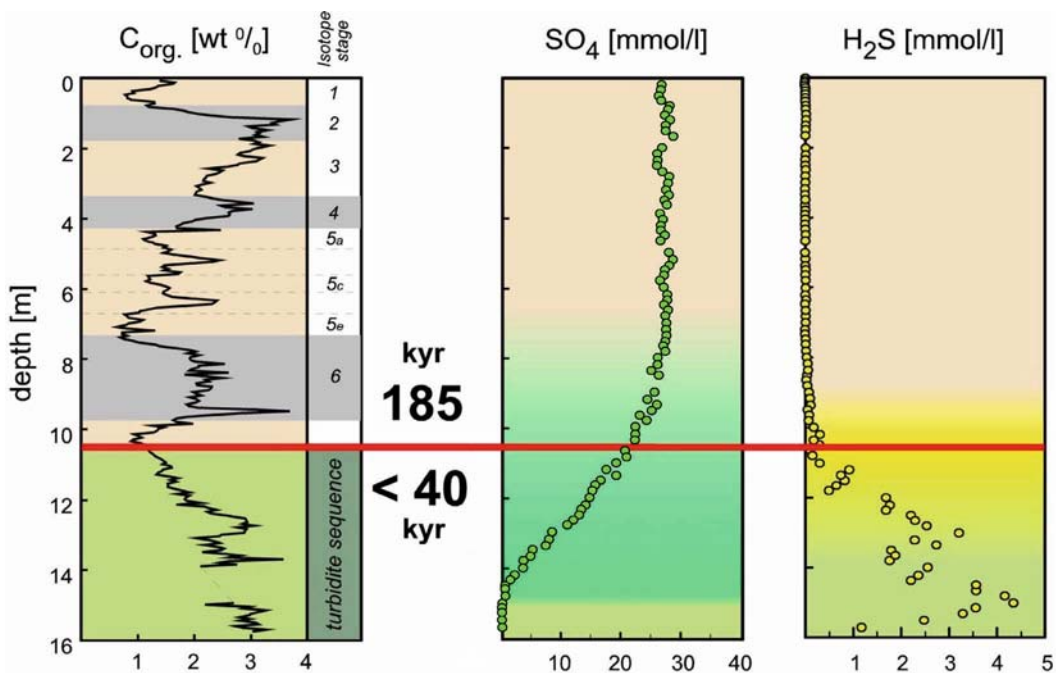 C org. [wt %]
Isotope stage
SO4 [mmol/l]
H2S [mmol/l]
depth [m]
0
2
4
6
8
10
12
14
16
1
2
3
4
5a
5c
5e
6
turbidite sequence
kyr
185
< 40
kyr
1 2 3 4
10 20 30 40
1 2 3 4 5